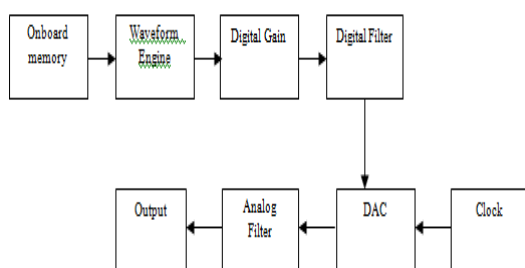 Onboard
memory
Waveform
Engine
Digital Gain
Digital Filter
Output
Analog
Filter
DAC
Clock